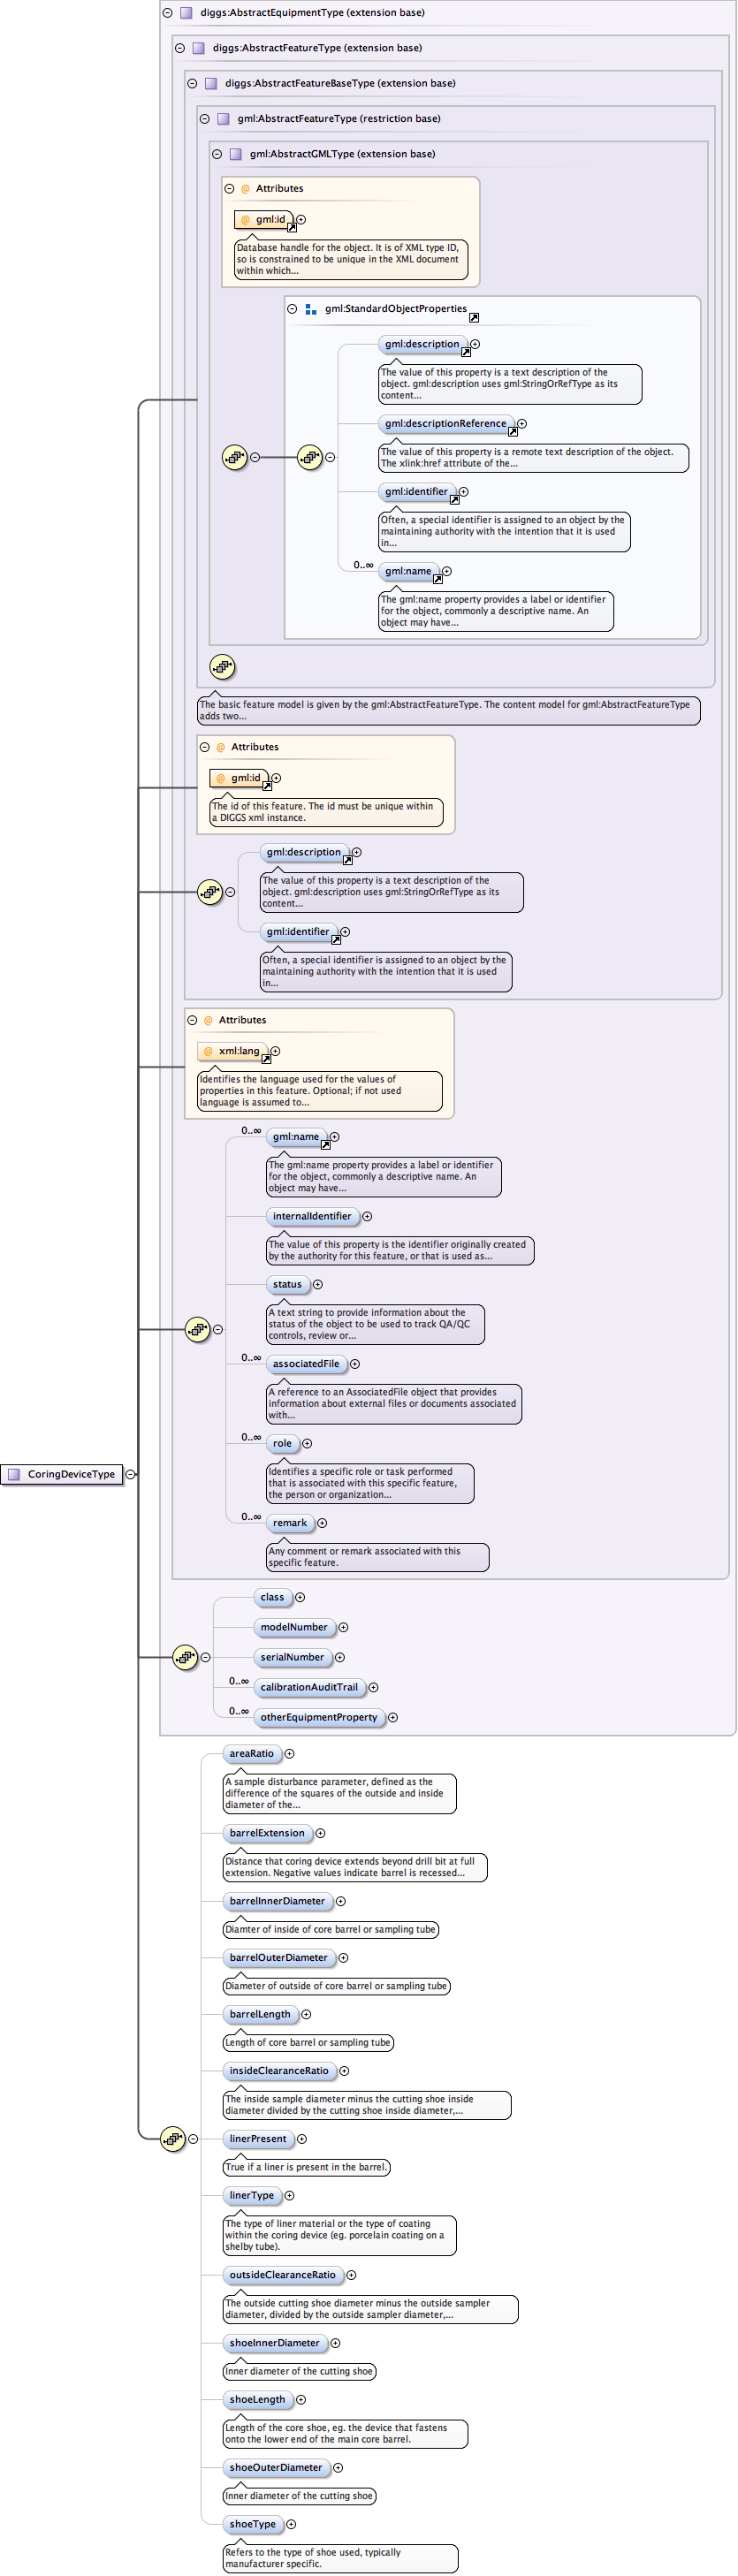 diggs:AbstractEquipmentType (extension base)
diggs:AbstractFeatureType (extension base)
diggs:AbstractFeatureBaseType (extension base)
gml:AbstractFeatureType (restriction base)
gml:AbstractGMLType (extension base)
@ Attributes
@ gml:id
Database handle for the object. It is of XML type ID,
so is constrained to be unique in the XML document
within which...
gml:StandardObjectProperties
gml:description
The value of this property is a text description of the
object. gml:description uses gml:StringOrRefType as its
content...
gml:descriptionReference
The value of this property is a remote text description of the object.
The xlink:href attribute of the...
gml:identifier
Often, a special identifier is assigned to an object by the
maintaining authority with the intention that it is used
in...
0..∞
gml:name
The gml:name property provides a label or identifier
for the object, commonly a descriptive name. An
object may have...
The basic feature model is given by the gml:AbstractFeatureType. The content model for gml:AbstractFeatureType
adds two...
@ Attributes
@ gml:id
The id of this feature. The id must be unique within
a DIGGS xml instance.
gml:description
The value of this property is a text description of the
object. gml:description uses gml:StringOrRefType as its
content...
gml:identifier
Often, a special identifier is assigned to an object by the
maintaining authority with the intention that it is used
in...
@ Attributes
@ xml:lang
Identifies the language used for the values of
properties in this feature. Optional; if not used
language is assumed to...
0..∞
gml:name
The gml:name property provides a label or identifier
for the object, commonly a descriptive name. An
object may have...
internalIdentifier
The value of this property is the identifier originally created
by the authority for this feature, or that is used as...
status
A text string to provide information about the
status of the object to be used to track QA/QC
controls, review or...
0..∞
associatedFile
A reference to an AssociatedFile object that provides
information about external files or documents associated
with...
0..∞
role
Identifies a specific role or task performed
that is associated with this specific feature,
the person or organization...
CoringDeviceType
0..∞
remark
Any comment or remark associated with this
specific feature.
class
modelNumber
serialNumber
0..∞
calibrationAuditTrail
0..∞
otherEquipmentProperty
areaRatio
A sample disturbance parameter, defined as the
difference of the squares of the outside and inside
diameter of the...
barrelExtension
Distance that coring device extends beyond drill bit at full
extension. Negative values indicate barrel is recessed...
barrelInnerDiameter
Diamter of inside of core barrel or sampling tube
barrelOuterDiameter
Diameter of outside of core barrel or sampling tube
barrelLength
Length of core barrel or sampling tube
insideClearanceRatio
The inside sample diameter minus the cutting shoe inside
diameter divided by the cutting shoe inside diameter,...
linerPresent
True if a liner is present in the barrel.
linerType
The type of liner material or the type of coating
within the coring device (eg. porcelain coating on a
shelby tube).
outsideClearanceRatio
The outside cutting shoe diameter minus the outside sampler
diameter, divided by the outside sampler diameter,...
shoeInnerDiameter
Inner diameter of the cutting shoe
shoeLength
Length of the core shoe, eg. the device that fastens
onto the lower end of the main core barrel.
shoeOuterDiameter
Inner diameter of the cutting shoe
shoeType
Refers to the type of shoe used, typically
manufacturer specific.